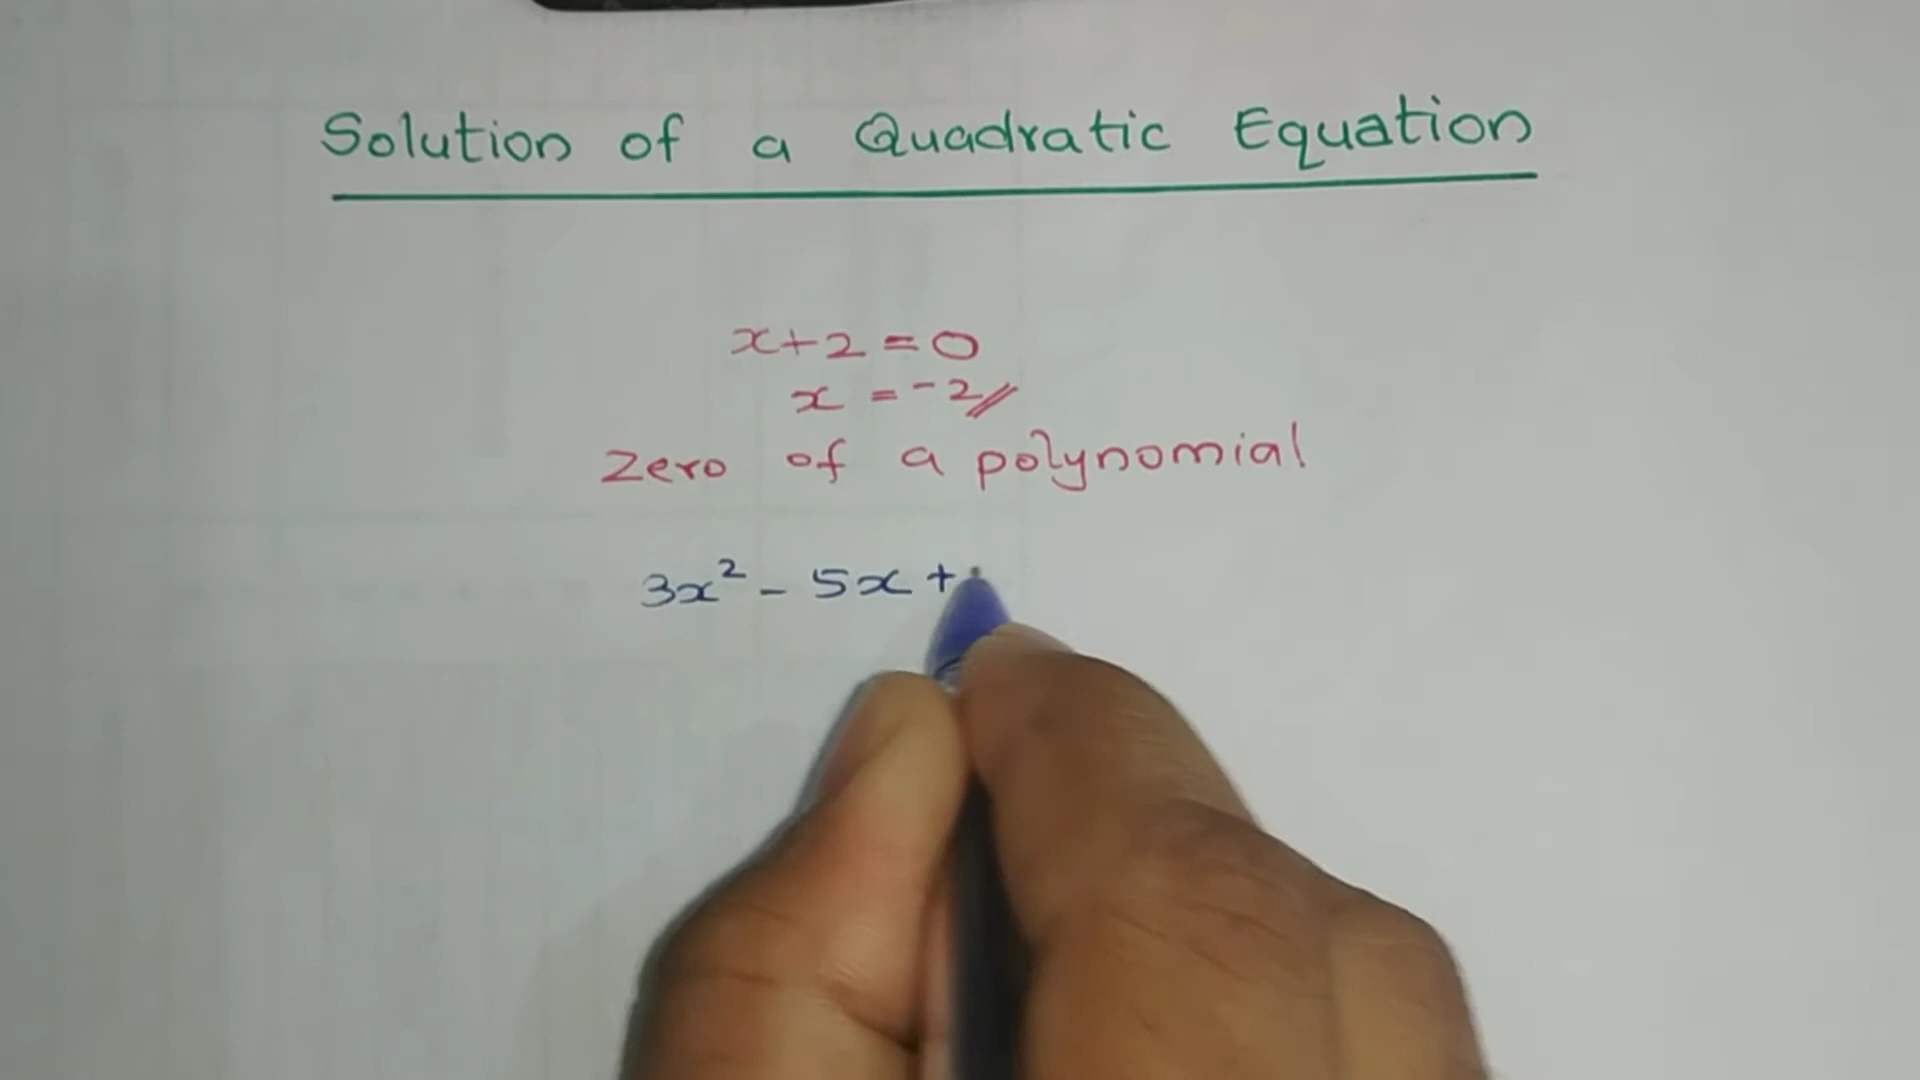 Solution of a Quadratic Equation
x+2=0
x = -2//
Zero of a polynomial
3x² - 5x +